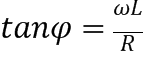 tanφ = ωL/R